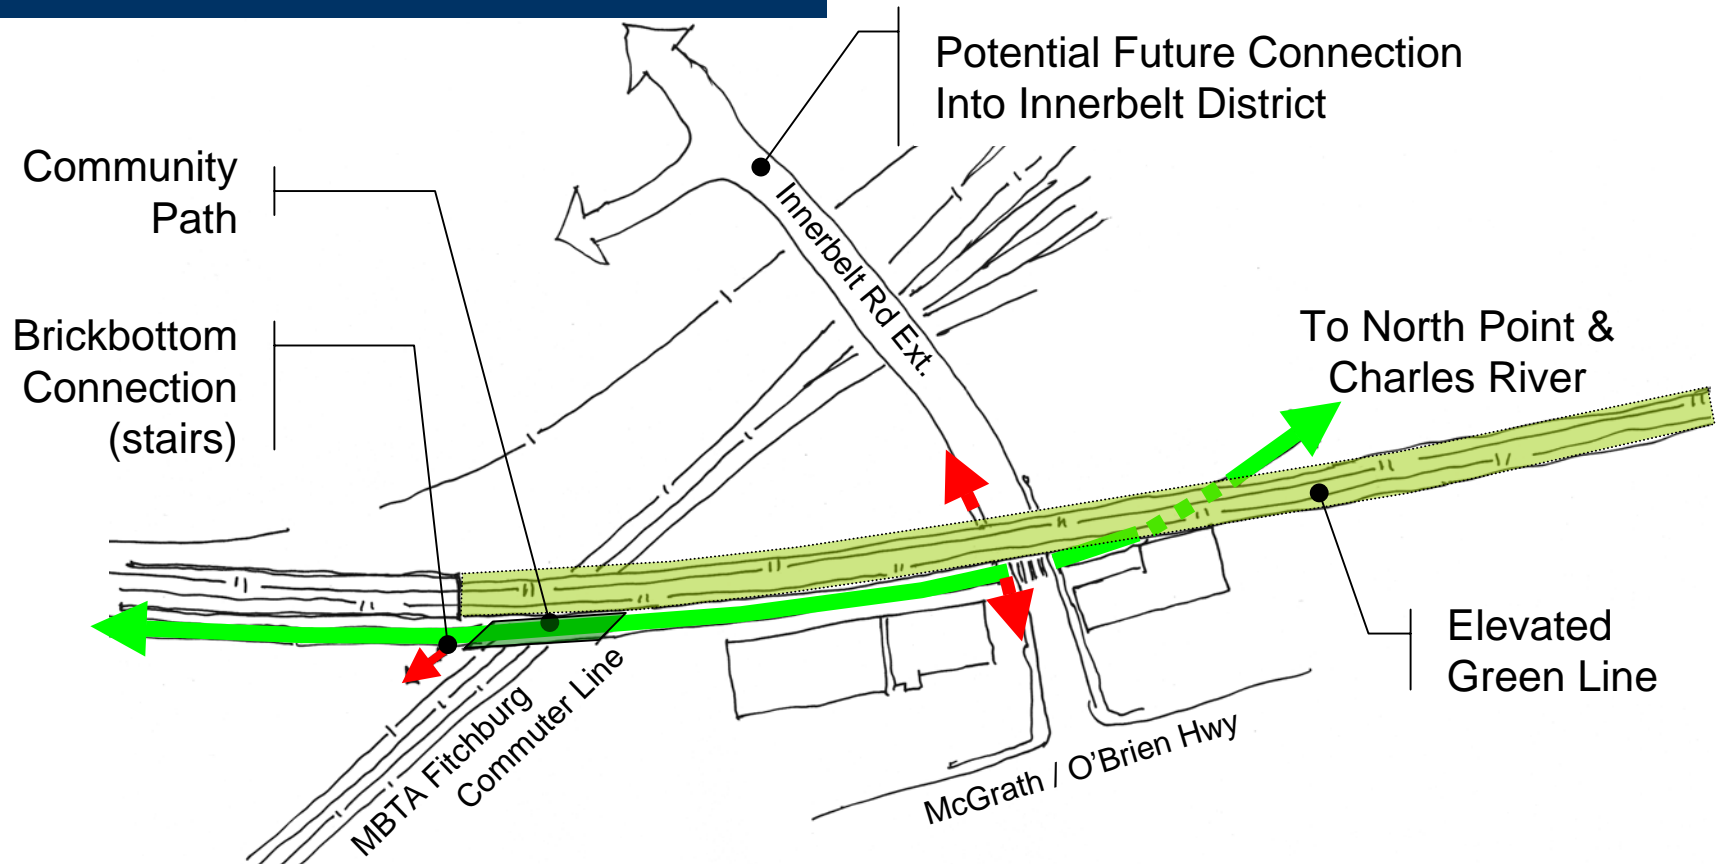 Potential Future Connection
Into Innerbelt District
Community
Path
Innerbelt Rd Ext.
Brickbottom
Connection
(stairs)
To North Point &
Charles River
Elevated
Green Line
MBTA Fitchburg
Commuter Line
McGrath / O'Brien Hwy